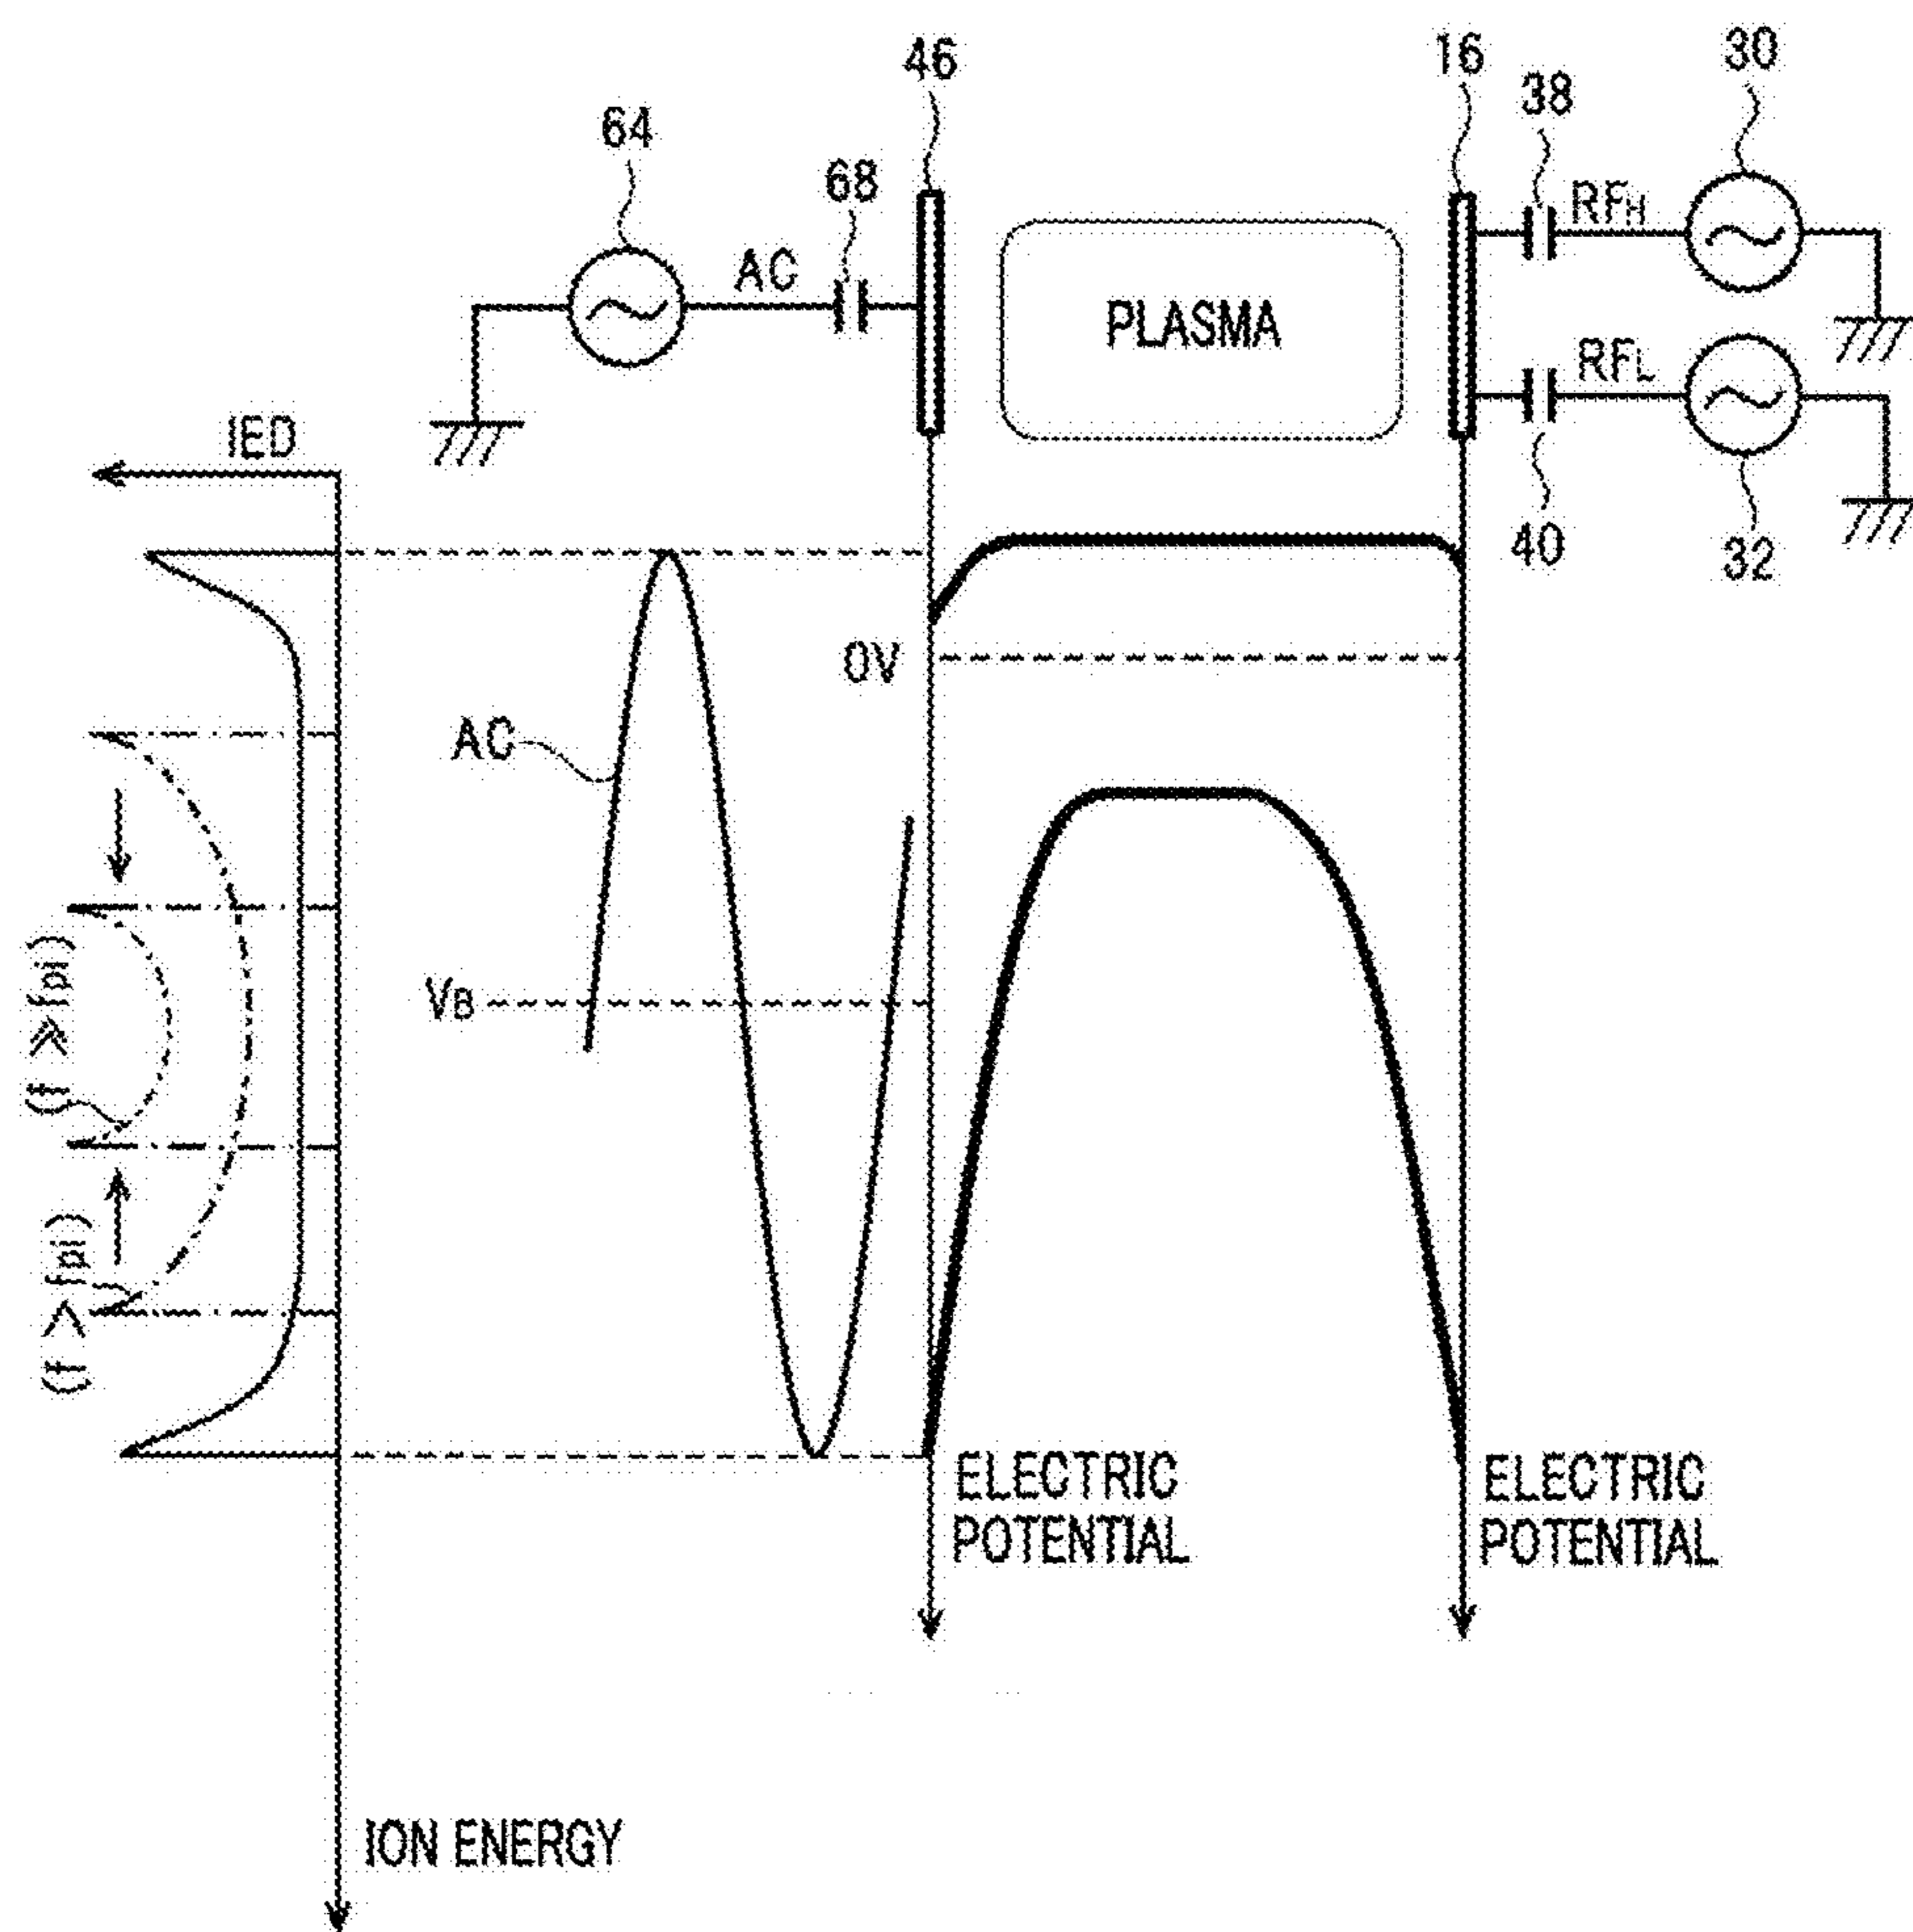 46
16
30
38
64
68
RFH
AC
PLASMA
RFL
IED
40
32
0V
AC
(f ≫ fpi)
VB
(f > fpi)
ELECTRIC
POTENTIAL
ELECTRIC
POTENTIAL
ION ENERGY